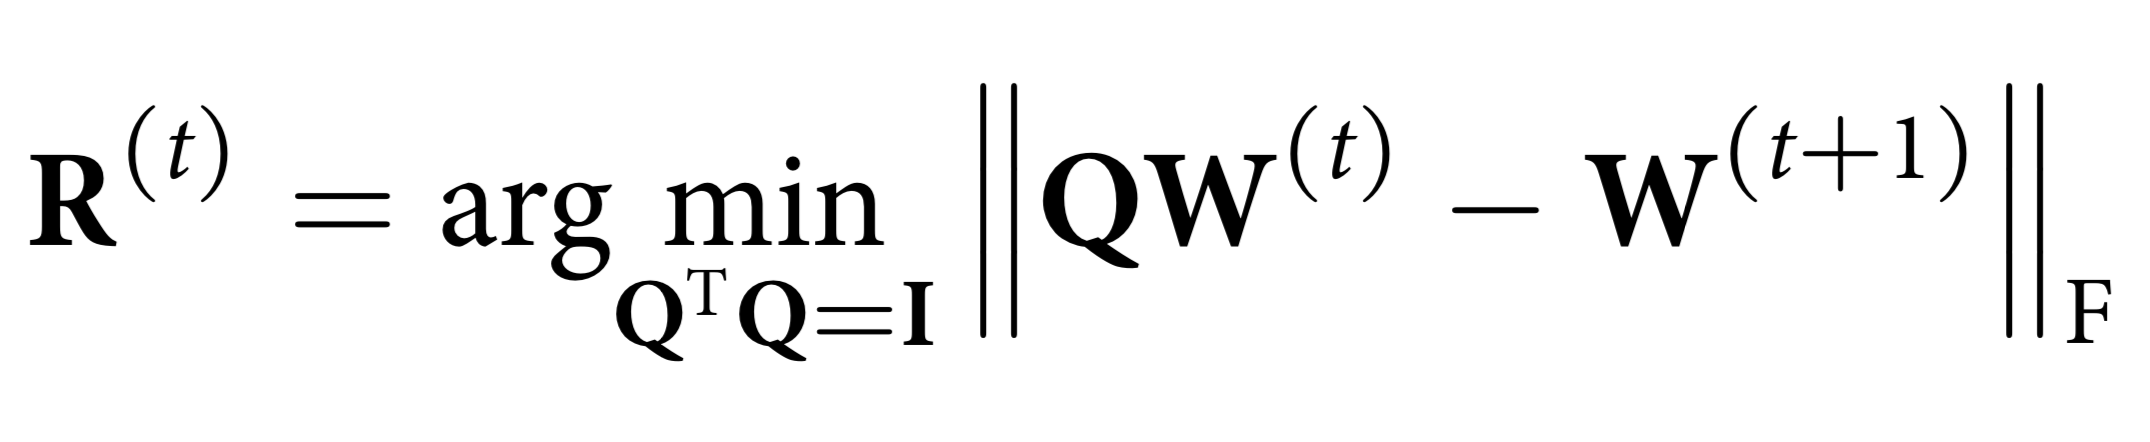 𝐑^(𝑡) = arg min_{𝐐^T 𝐐=𝐈} ‖𝐐𝐖^(𝑡) − 𝐖^(𝑡+1)‖_F